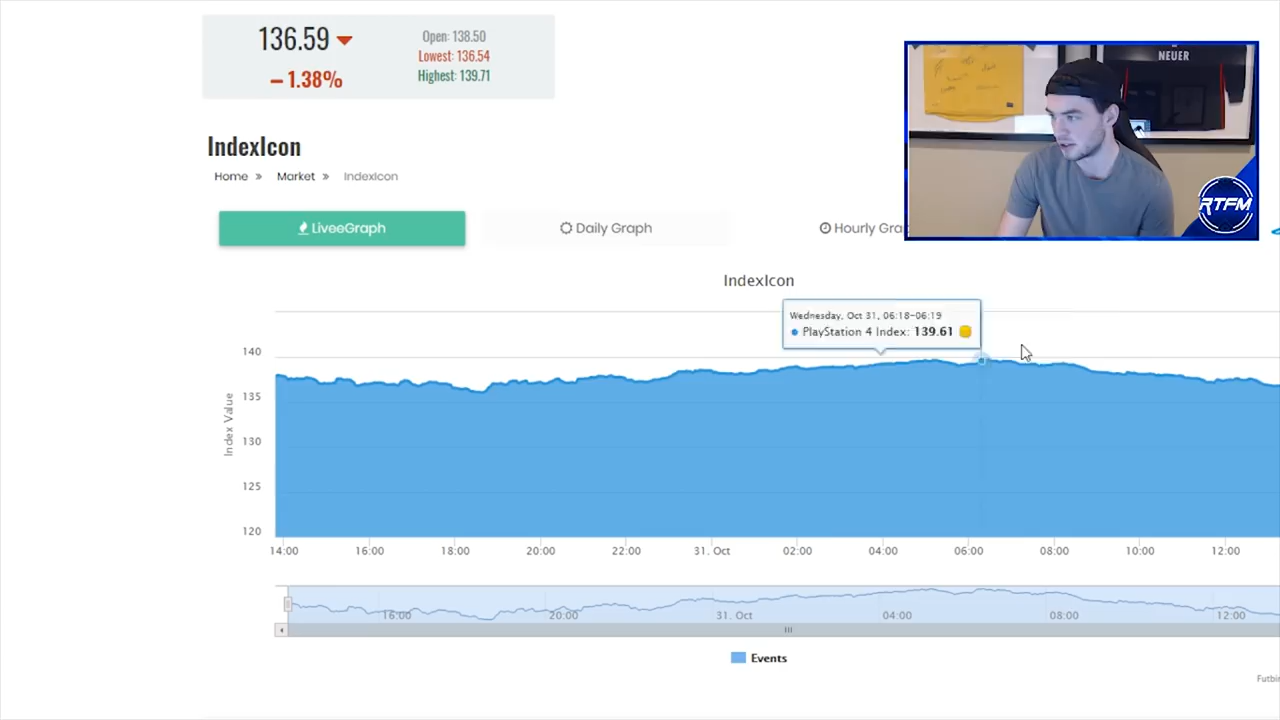 136.59
Open: 138.50
Lowest: 136.54
−1.38%
Highest: 139.71
NEUER
RTFM
IndexIcon
Home » Market » IndexIcon
LiveeGraph
Daily Graph
Hourly Gra
IndexIcon
Wednesday, Oct 31, 06:18-06:19
PlayStation 4 Index: 139.61
Index Value
140
135
130
125
120
14:00 16:00 18:00 20:00 22:00 31. Oct 02:00 04:00 06:00 08:00 10:00 12:00
16:00 20:00 31. Oct 04:00 08:00 12:00
Events
Futbi